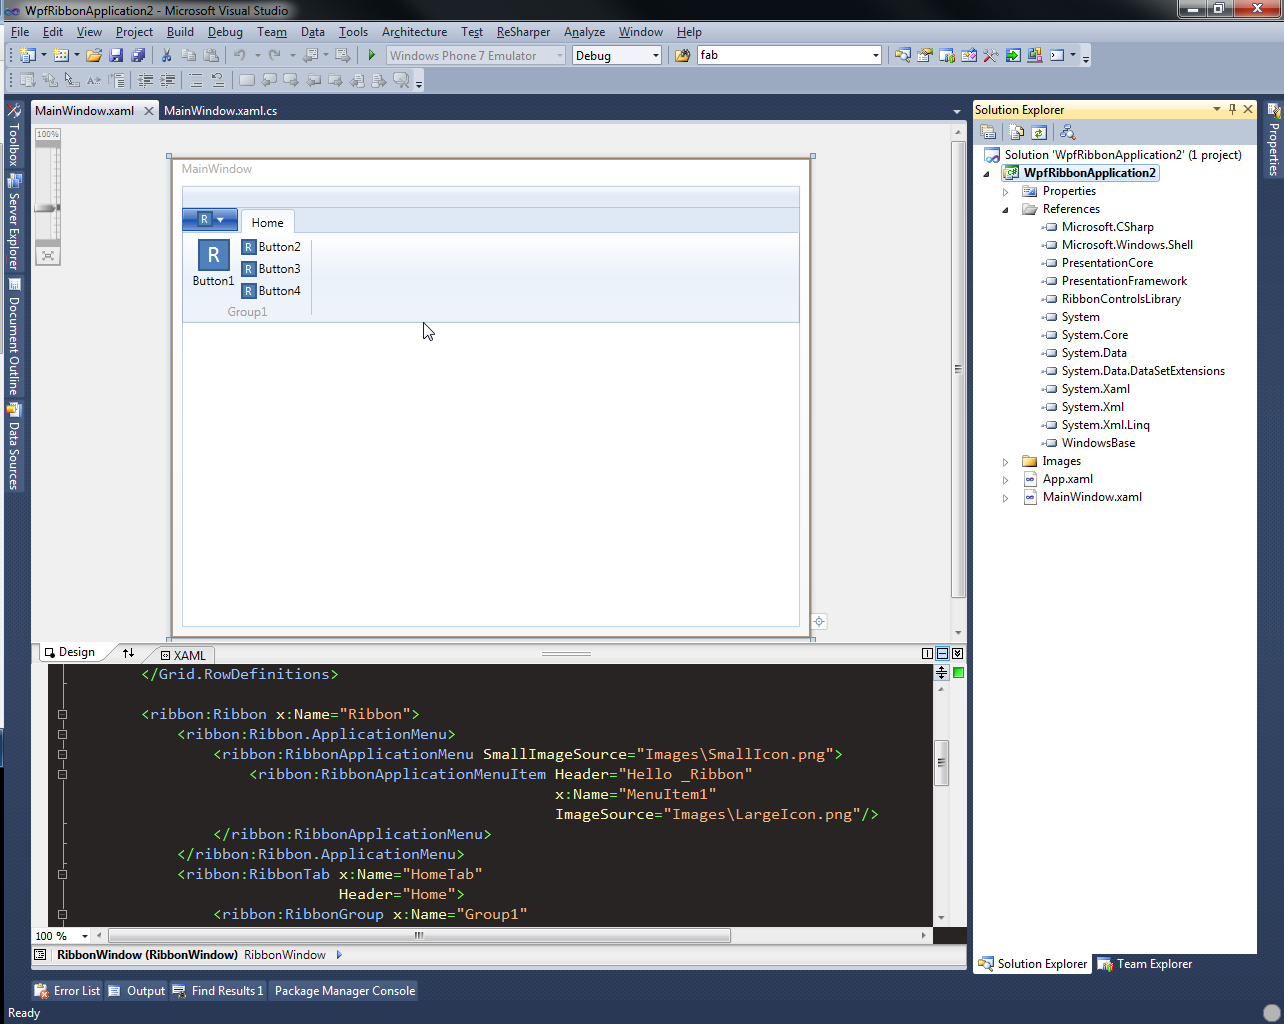 WpfRibbonApplication2 - Microsoft Visual Studio
File Edit View Project Build Debug Team Data Tools Architecture Test ReSharper Analyze Window Help
Windows Phone 7 Emulator Debug fab
MainWindow.xaml MainWindow.xaml.cs
100%
Toolbox
Server Explorer
Document Outline
Data Sources
MainWindow
R Home
R Button1
R Button2
R Button3
R Button4
Group1
Design XAML
</Grid.RowDefinitions>
<ribbon:Ribbon x:Name="Ribbon">
<ribbon:Ribbon.ApplicationMenu>
<ribbon:RibbonApplicationMenu SmallImageSource="Images\SmallIcon.png">
<ribbon:RibbonApplicationMenuItem Header="Hello _Ribbon"
x:Name="MenuItem1"
ImageSource="Images\LargeIcon.png"/>
</ribbon:RibbonApplicationMenu>
</ribbon:Ribbon.ApplicationMenu>
<ribbon:RibbonTab x:Name="HomeTab"
Header="Home">
<ribbon:RibbonGroup x:Name="Group1"
100 %
RibbonWindow (RibbonWindow) RibbonWindow
Solution Explorer
Solution 'WpfRibbonApplication2' (1 project)
WpfRibbonApplication2
Properties
References
Microsoft.CSharp
Microsoft.Windows.Shell
PresentationCore
PresentationFramework
RibbonControlsLibrary
System
System.Core
System.Data
System.Data.DataSetExtensions
System.Xaml
System.Xml
System.Xml.Linq
WindowsBase
Images
App.xaml
MainWindow.xaml
Solution Explorer Team Explorer
Properties
Error List Output Find Results 1 Package Manager Console
Ready